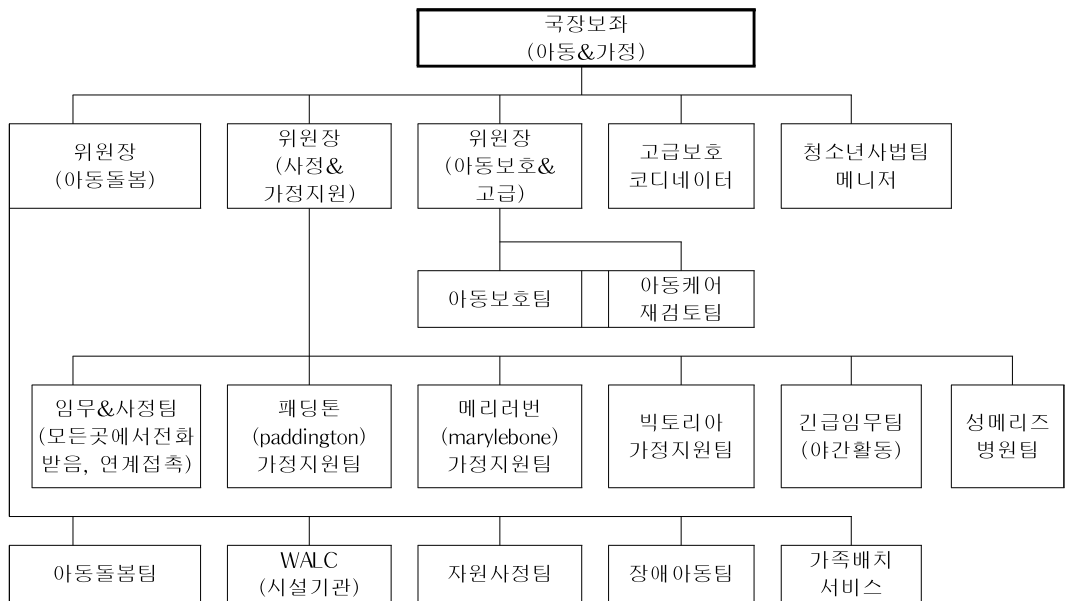 국장보좌
(아동&가정)
위원장
(아동돌봄)
위원장
(사정&
가정지원)
위원장
(아동보호&
고급)
고급보호
코디네이터
청소년사법팀
메니저
아동보호팀
아동케어
재검토팀
임무&사정팀
(모든곳에서전화
받음, 연계접촉)
패딩톤
(paddington)
가정지원팀
메리러번
(marylebone)
가정지원팀
빅토리아
가정지원팀
긴급임무팀
(야간활동)
성메리즈
병원팀
아동돌봄팀
WALC
(시설기관)
자원사정팀
장애아동팀
가족배치
서비스